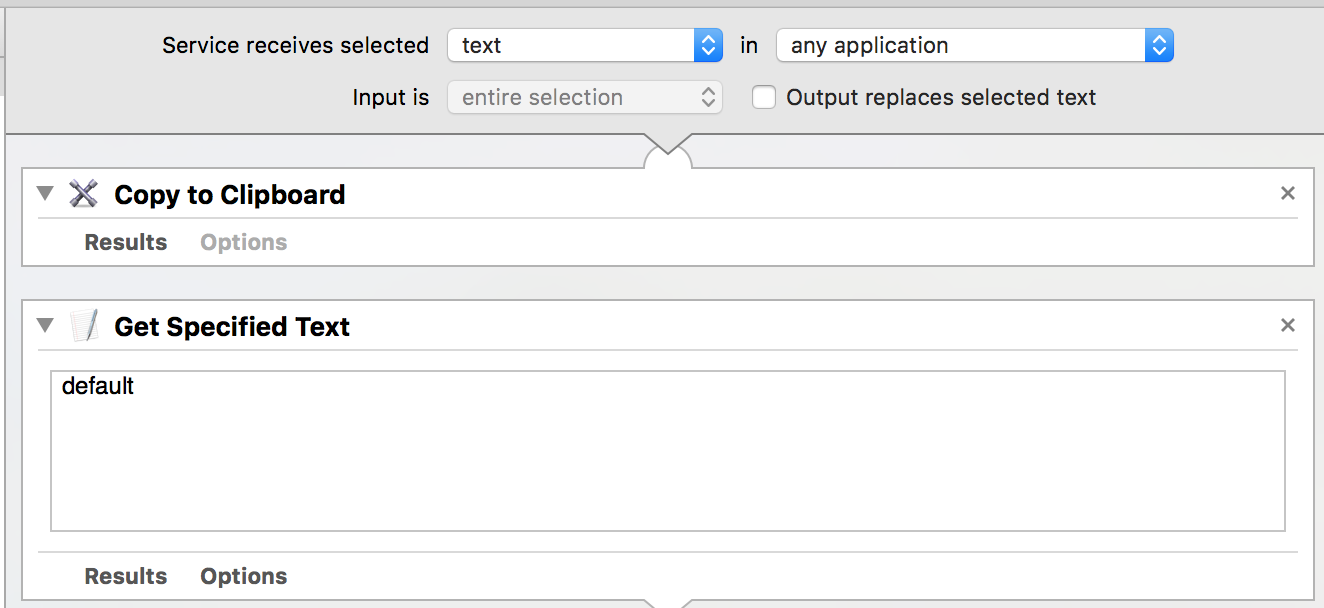 Service receives selected text in any application
Input is entire selection Output replaces selected text
Copy to Clipboard
Results Options
Get Specified Text
default
Results Options